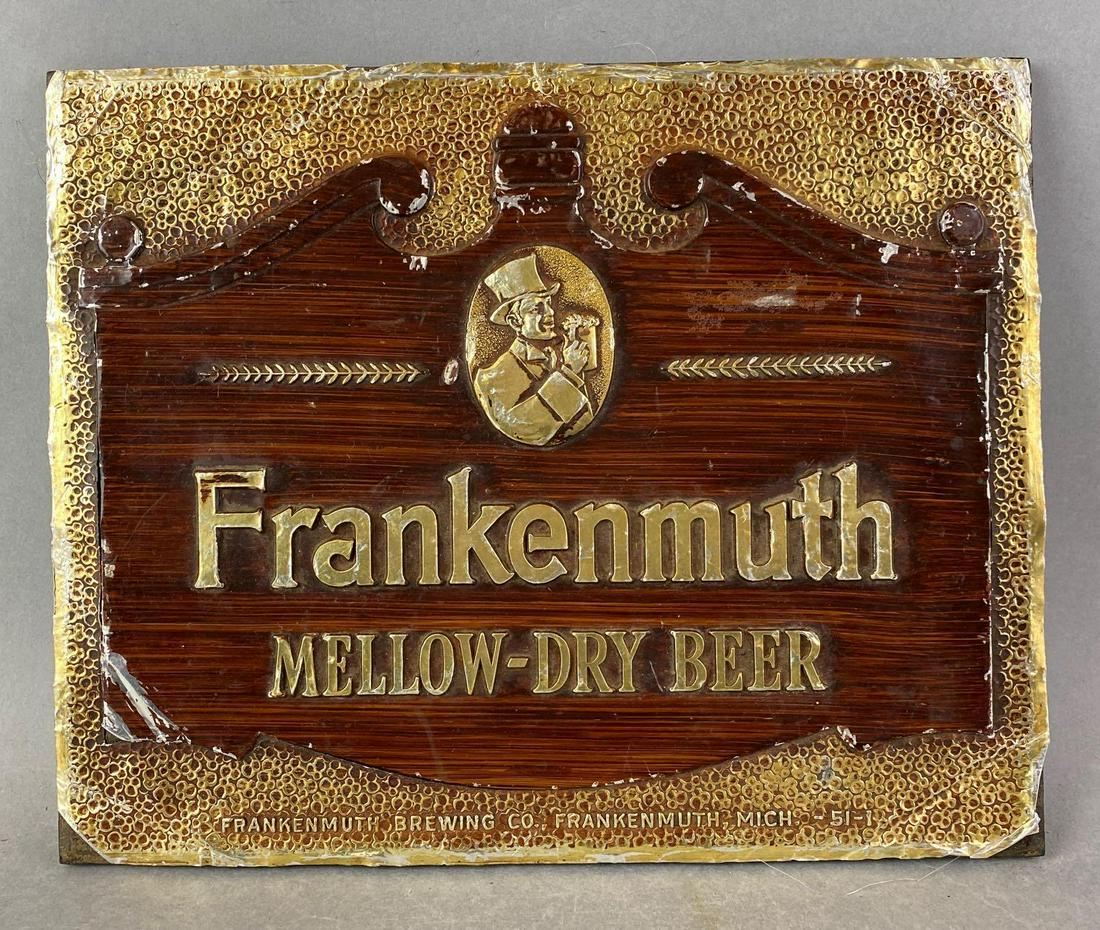 Frankenmuth
MELLOW-DRY BEER
FRANKENMUTH BREWING CO., FRANKENMUTH, MICH. - 51-1